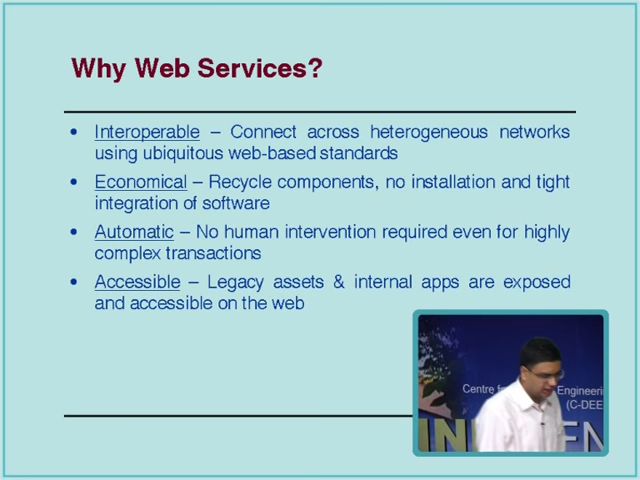 Why Web Services?
• Interoperable – Connect across heterogeneous networks
using ubiquitous web-based standards
• Economical – Recycle components, no installation and tight
integration of software
• Automatic – No human intervention required even for highly
complex transactions
• Accessible – Legacy assets & internal apps are exposed
and accessible on the web
Centre Engineering
(C-DEE